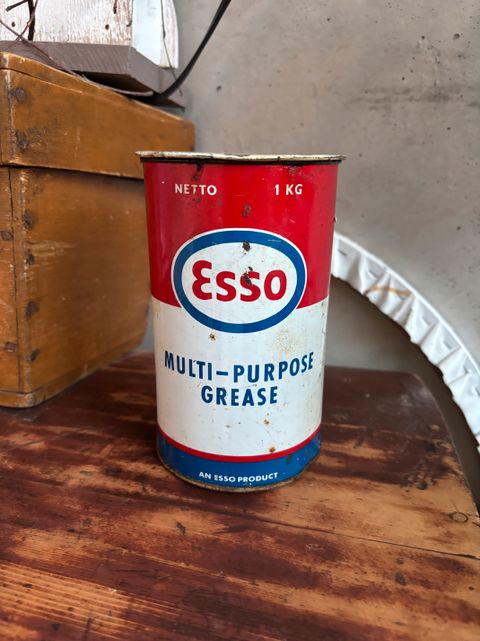 NETTO 1 KG
Esso
MULTI-PURPOSE
GREASE
AN ESSO PRODUCT